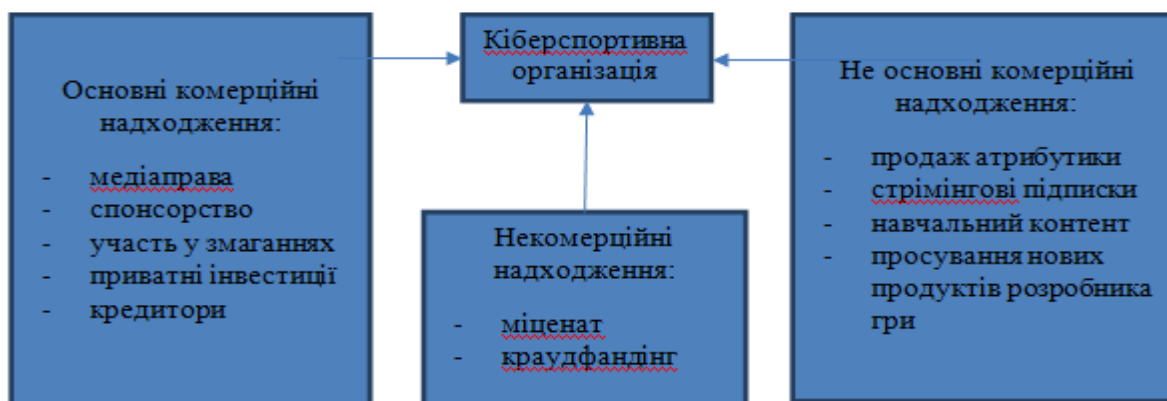 Основні комерційні
надходження:
- медіаправа
- спонсорство
- участь у змаганнях
- приватні інвестиції
- кредитори
Кіберспортивна
організація
Некомерційні
надходження:
- міценат
- краудфандінг
Не основні комерційні
надходження:
- продаж атрибутики
- стрімінгові підписки
- навчальний контент
- просування нових
продуктів розробника
гри